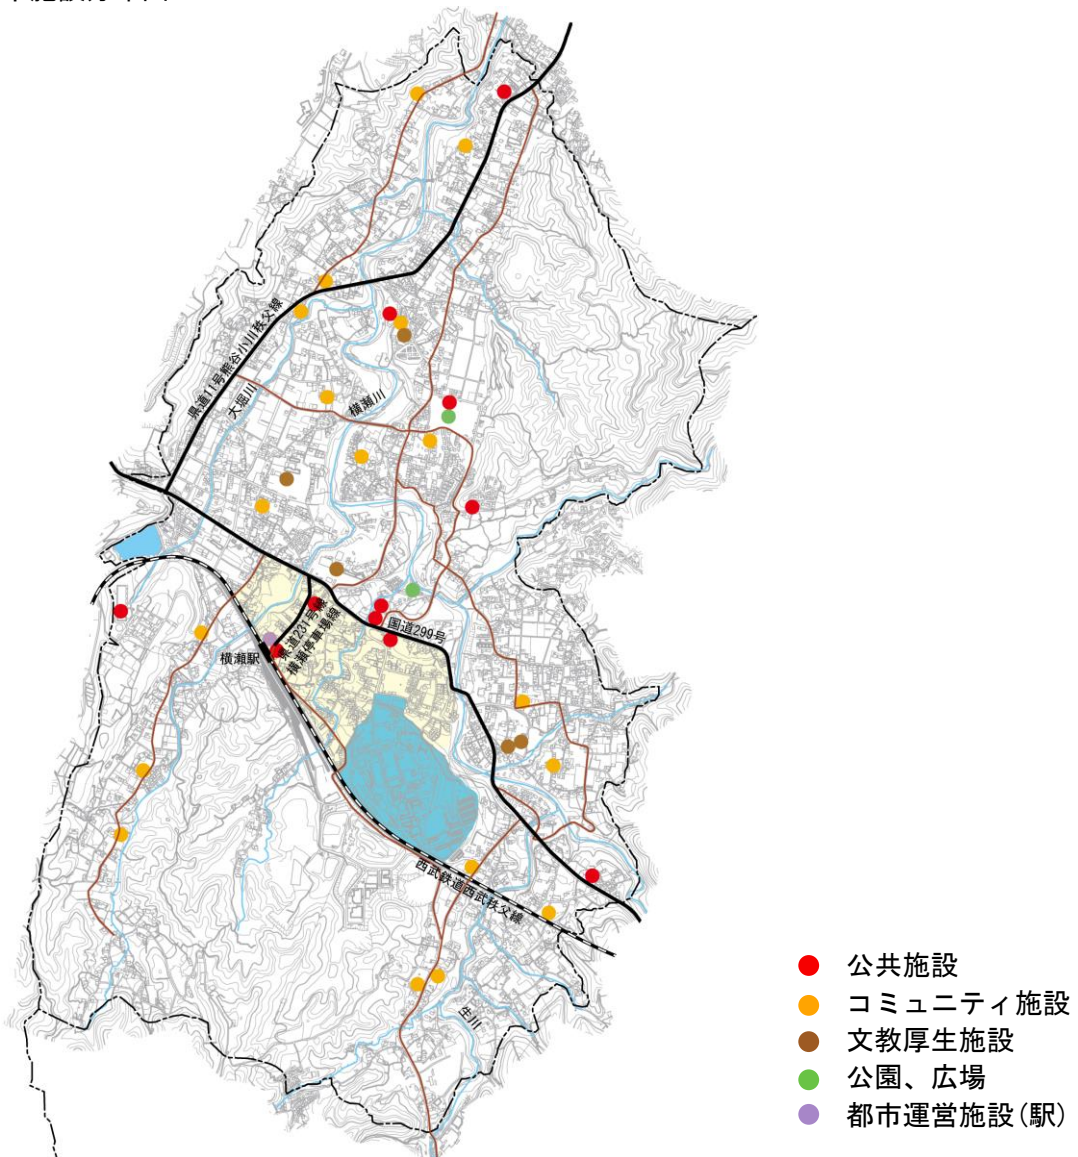 県道11号熊谷小川秩父線
大堀川
横瀬川
国道299号
県道231号線
横瀬停車場線
横瀬駅
西武鉄道西武秩父線
生川
公共施設
コミュニティ施設
文教厚生施設
公園、広場
都市運営施設(駅)